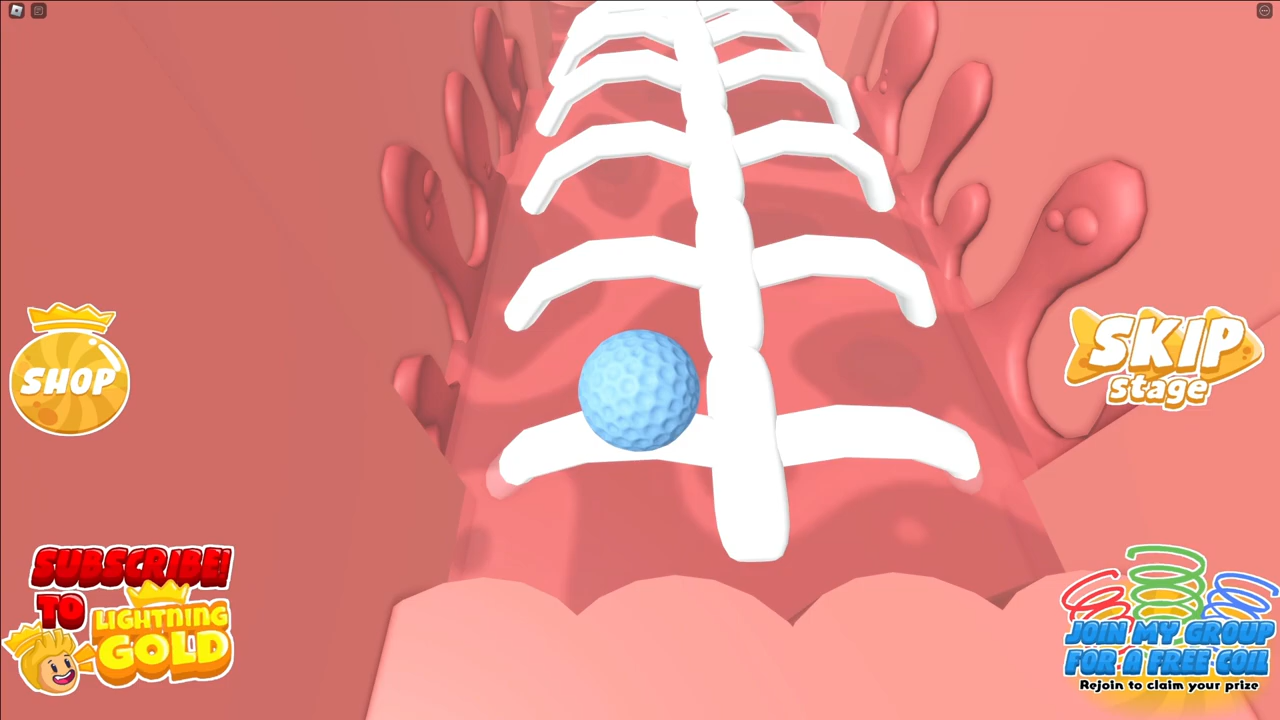 SHOP
SKIP
stage
SUBSCRIBE!
TO
LIGHTNING
GOLD
JOIN MY GROUP
FOR A FREE COIL
Rejoin to claim your prize